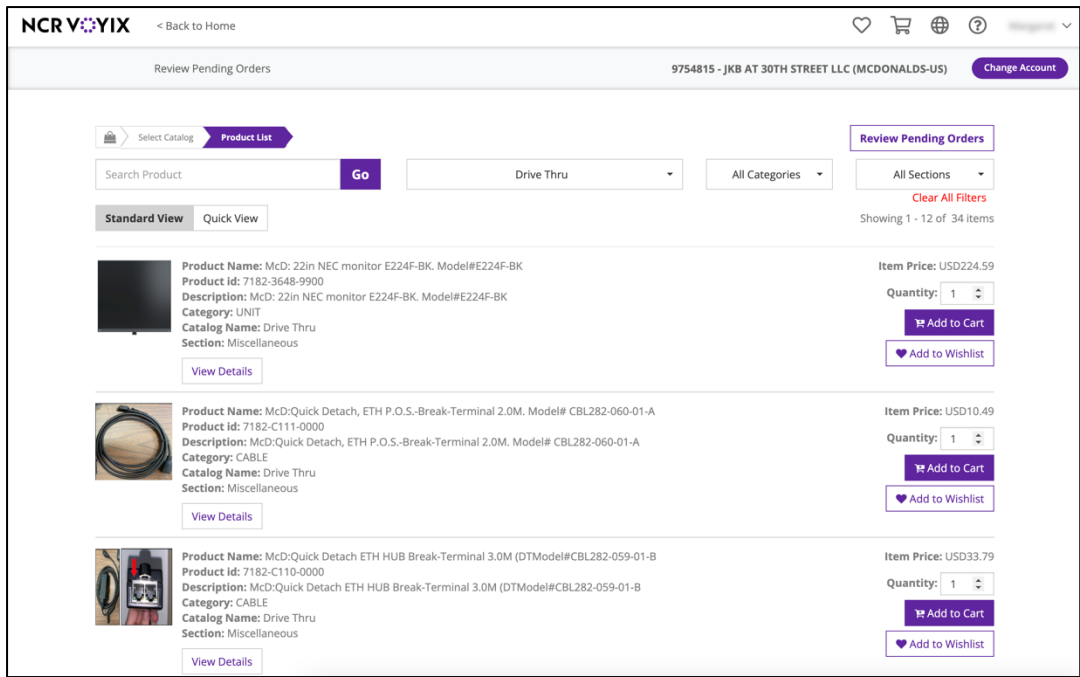 NCR VOYIX
< Back to Home
Review Pending Orders
9754815 - JKB AT 30TH STREET LLC (MCDONALDS-US)
Change Account
Select Catalog
Product List
Review Pending Orders
Search Product
Go
Drive Thru
All Categories
All Sections
Clear All Filters
Standard View
Quick View
Showing 1 - 12 of 34 items
Product Name: McD: 22in NEC monitor E224F-BK. Model#E224F-BK
Product id: 7182-3648-9900
Description: McD: 22in NEC monitor E224F-BK. Model#E224F-BK
Category: UNIT
Catalog Name: Drive Thru
Section: Miscellaneous
View Details
Item Price: USD224.59
Quantity: 1
Add to Cart
Add to Wishlist
Product Name: McD:Quick Detach, ETH P.O.S.-Break-Terminal 2.0M. Model# CBL282-060-01-A
Product id: 7182-C111-0000
Description: McD:Quick Detach, ETH P.O.S.-Break-Terminal 2.0M. Model# CBL282-060-01-A
Category: CABLE
Catalog Name: Drive Thru
Section: Miscellaneous
View Details
Item Price: USD10.49
Quantity: 1
Add to Cart
Add to Wishlist
Product Name: McD:Quick Detach ETH HUB Break-Terminal 3.0M (DTModel#CBL282-059-01-B
Product id: 7182-C110-0000
Description: McD:Quick Detach ETH HUB Break-Terminal 3.0M (DTModel#CBL282-059-01-B
Category: CABLE
Catalog Name: Drive Thru
Section: Miscellaneous
View Details
Item Price: USD33.79
Quantity: 1
Add to Cart
Add to Wishlist